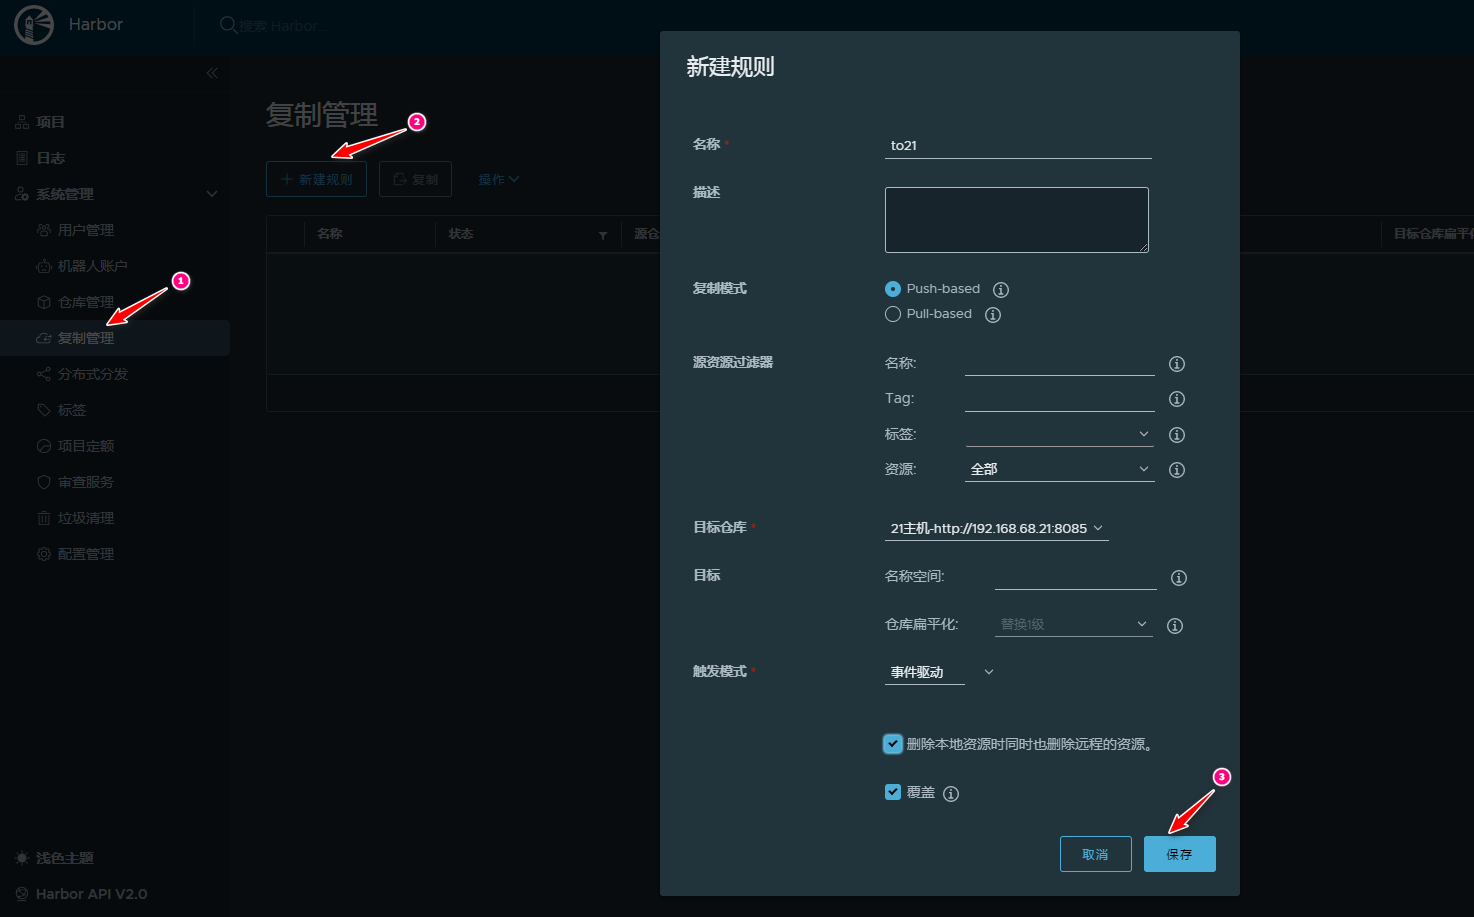 Harbor
搜索 Harbor...
项目
日志
系统管理
用户管理
机器人账户
仓库管理
复制管理
分布式分发
标签
项目定额
审查服务
垃圾清理
配置管理
浅色主题
Harbor API V2.0
1
复制管理
2
新建规则
复制
操作
名称
状态
源仓
目标仓库扁平化
新建规则
名称 *
to21
描述
复制模式
Push-based
Pull-based
源资源过滤器
名称:
Tag:
标签:
资源:
全部
目标仓库 *
21主机-http://192.168.68.21:8085
目标
名称空间:
仓库扁平化:
替换1级
触发模式 *
事件驱动
删除本地资源时同时也删除远程的资源。
覆盖
3
取消
保存